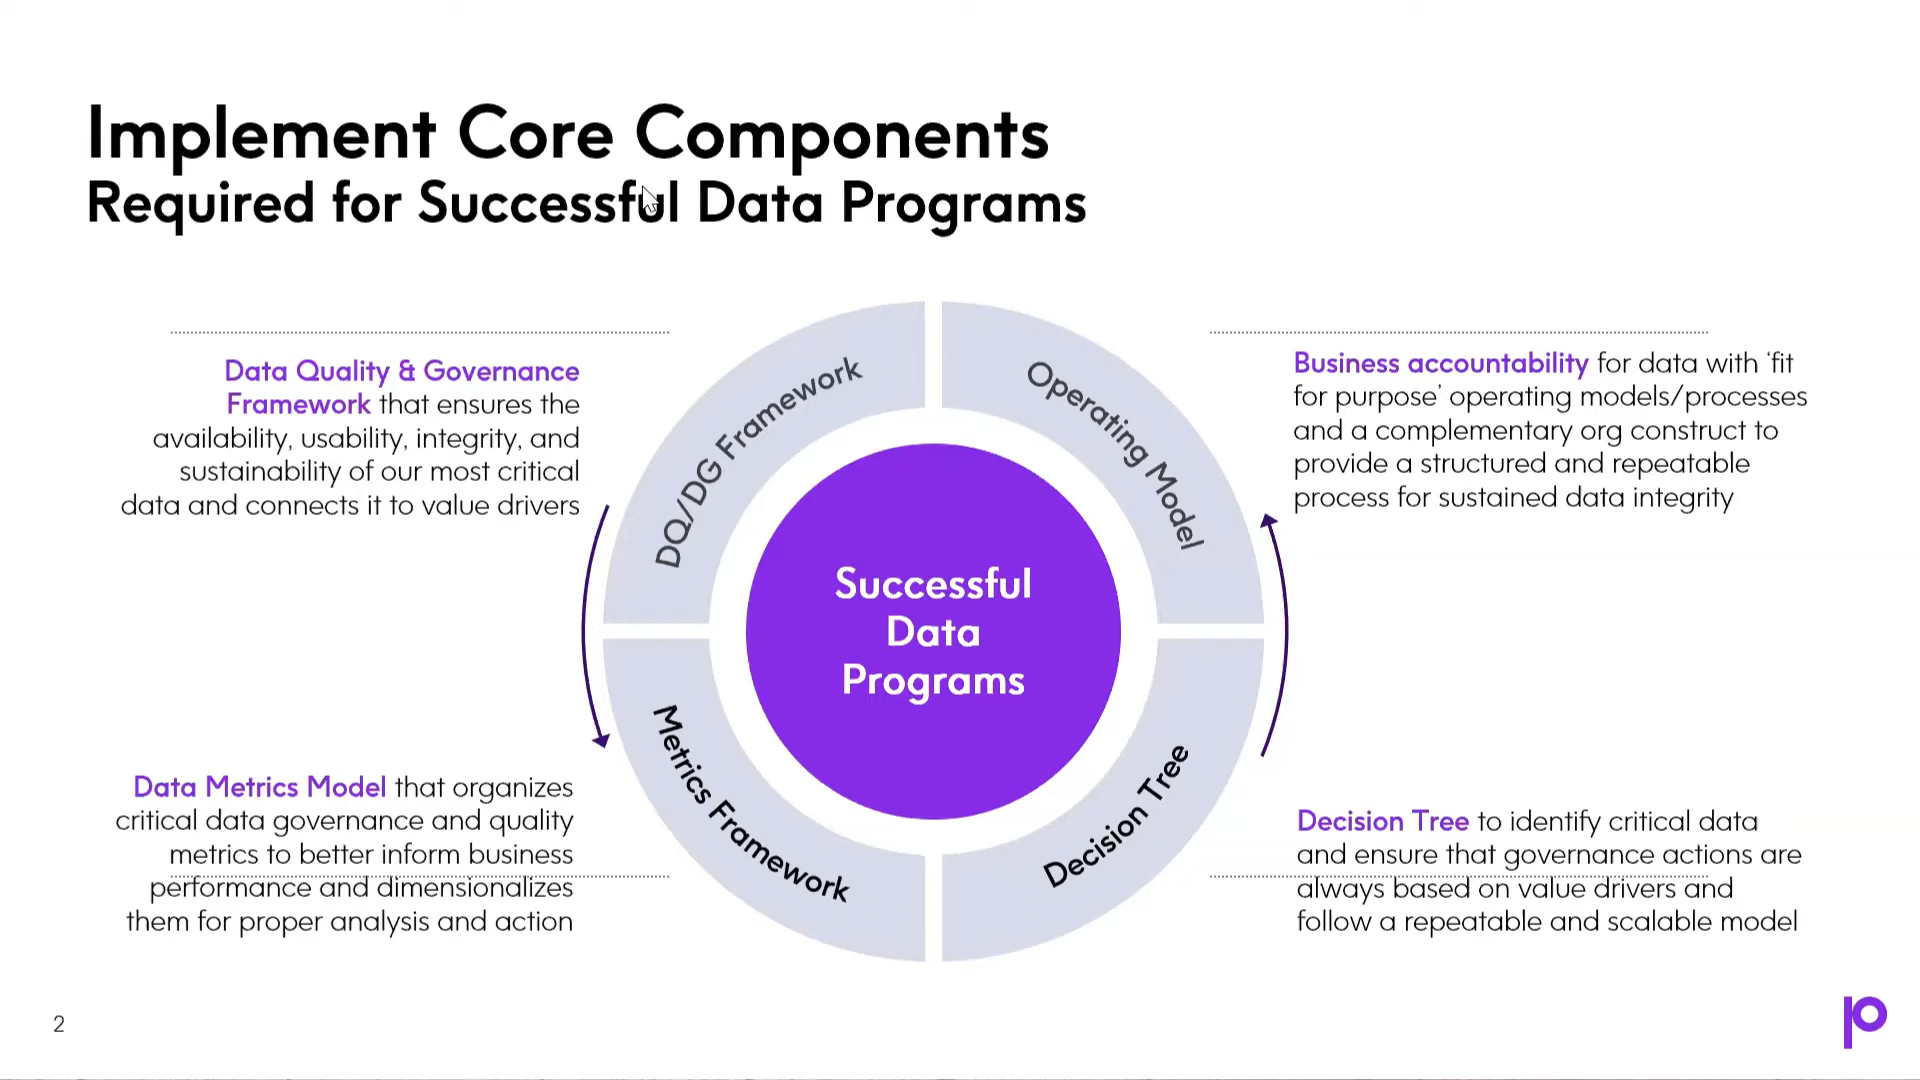 Implement Core Components
Required for Successful Data Programs
Data Quality & Governance
Framework that ensures the
availability, usability, integrity, and
sustainability of our most critical
data and connects it to value drivers
Business accountability for data with ‘fit
for purpose’ operating models/processes
and a complementary org construct to
provide a structured and repeatable
process for sustained data integrity
DQ/DG Framework
Operating Model
Successful
Data
Programs
Metrics Framework
Decision Tree
Data Metrics Model that organizes
critical data governance and quality
metrics to better inform business
performance and dimensionalizes
them for proper analysis and action
Decision Tree to identify critical data
and ensure that governance actions are
always based on value drivers and
follow a repeatable and scalable model
2